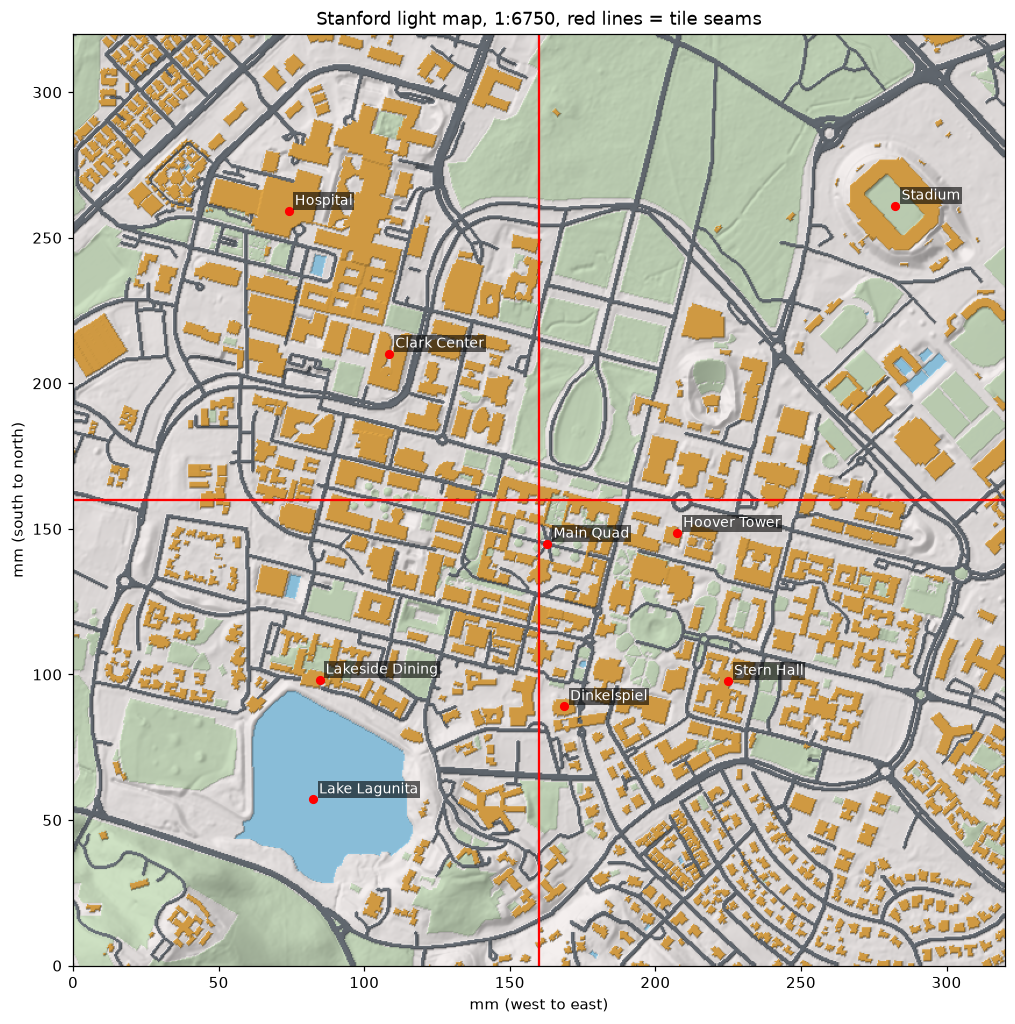 Stanford light map, 1:6750, red lines = tile seams
300
250
200
150
100
50
0
mm (south to north)
Hospital
Stadium
Clark Center
Hoover Tower
Main Quad
Lakeside Dining
Stern Hall
Dinkelspiel
Lake Lagunita
0
50
100
150
200
250
300
mm (west to east)